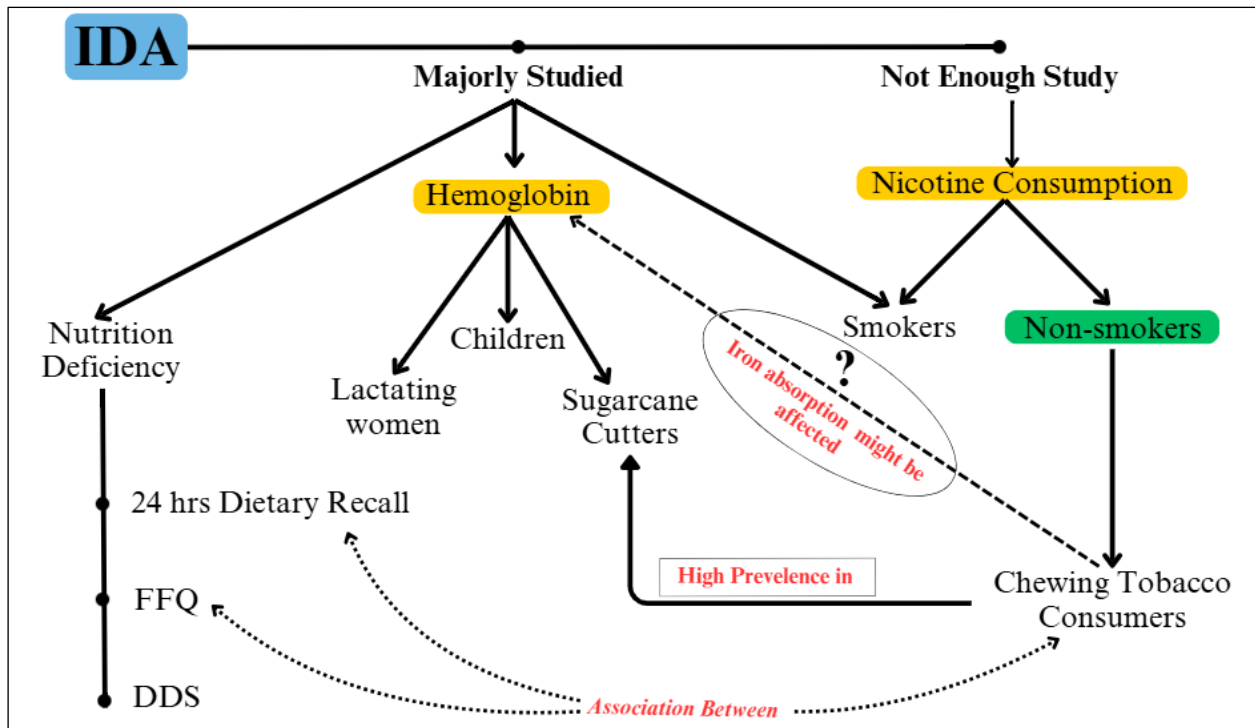 IDA
Majorly Studied
Not Enough Study
Hemoglobin
Nicotine Consumption
Nutrition
Deficiency
Children
Smokers
Non-smokers
Lactating
women
Sugarcane
Cutters
?
Iron absorption might be
affected
24 hrs Dietary Recall
High Prevelence in
Chewing Tobacco
Consumers
FFQ
DDS
Association Between